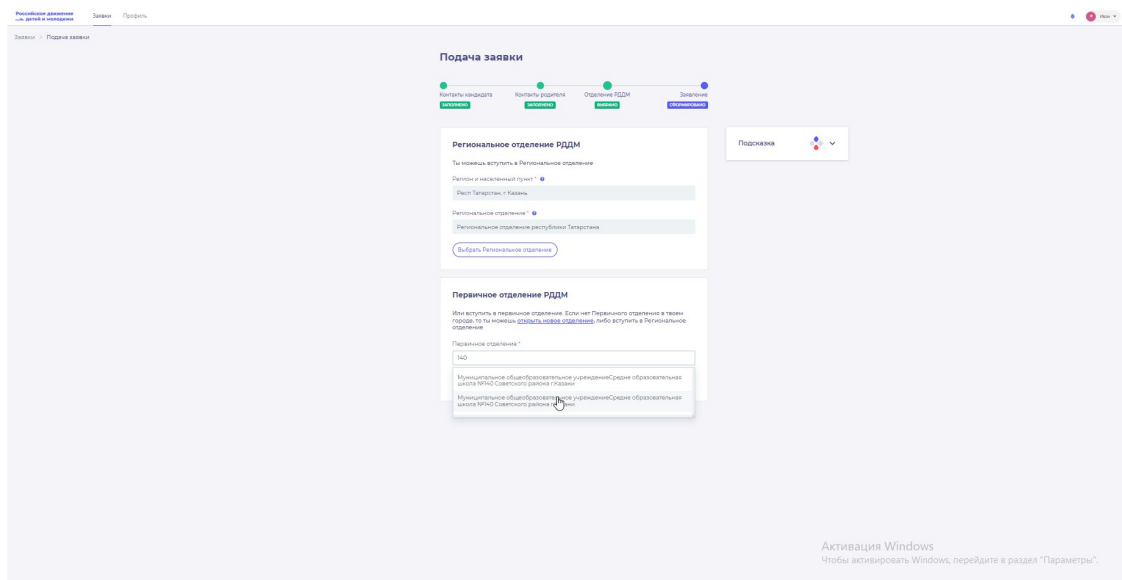 Российское движение
детей и молодежи
Заявки
Профиль
Заявки > Подача заявки
Подача заявки
Контакты кандидата
Контакты родителя
Отделение РДДМ
Заявление
ЗАПОЛНЕНО
ЗАПОЛНЕНО
ВЫБРАНО
СФОРМИРОВАНО
Региональное отделение РДДМ
Подсказка
Ты можешь вступить в Региональное отделение
Регион и населенный пункт *
Респ Татарстан, г Казань
Региональное отделение *
Региональное отделение республики Татарстана
Выбрать Региональное отделение
Первичное отделение РДДМ
Или вступить в первичное отделение. Если нет Первичного отделения в твоем
городе, то ты можешь открыть новое отделение, либо вступить в Региональное
отделение
Первичное отделение *
140
Муниципальное общеобразовательное учреждениеСредне образовательная
школа №140 Советского района г.Казани
Муниципальное общеобразовательное учреждениеСредне образовательная
школа №140 Советского района
Активация Windows
Чтобы активировать Windows, перейдите в раздел "Параметры".